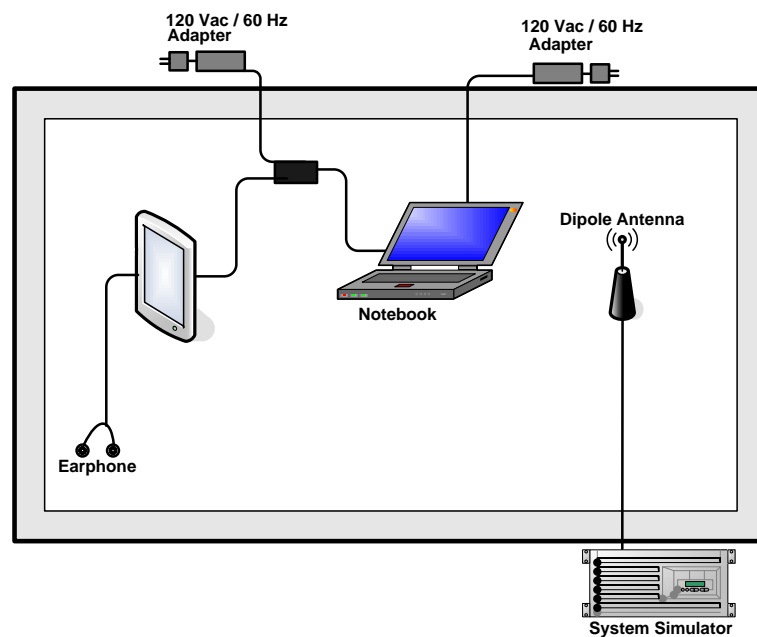 120 Vac / 60 Hz
Adapter
120 Vac / 60 Hz
Adapter
Dipole Antenna
Notebook
Earphone
System Simulator